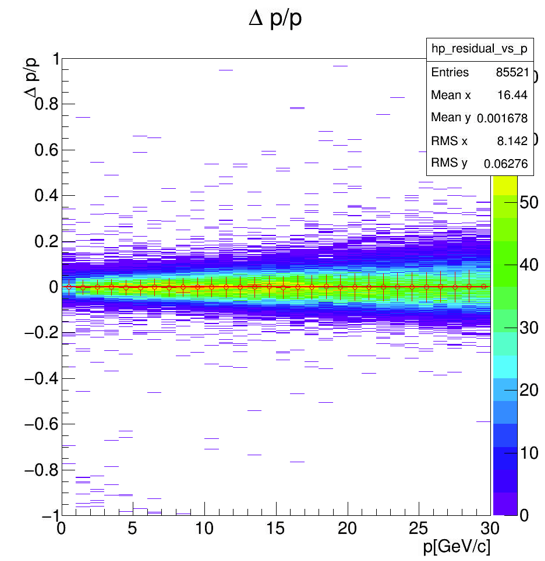 Δ p/p
hp_residual_vs_p
Entries 85521
Mean x 16.44
Mean y 0.001678
RMS x 8.142
RMS y 0.06276
Δ p/p
1
0.8
0.6
0.4
0.2
0
−0.2
−0.4
−0.6
−0.8
−1
0 5 10 15 20 25 30
p[GeV/c]
50
40
30
20
10
0